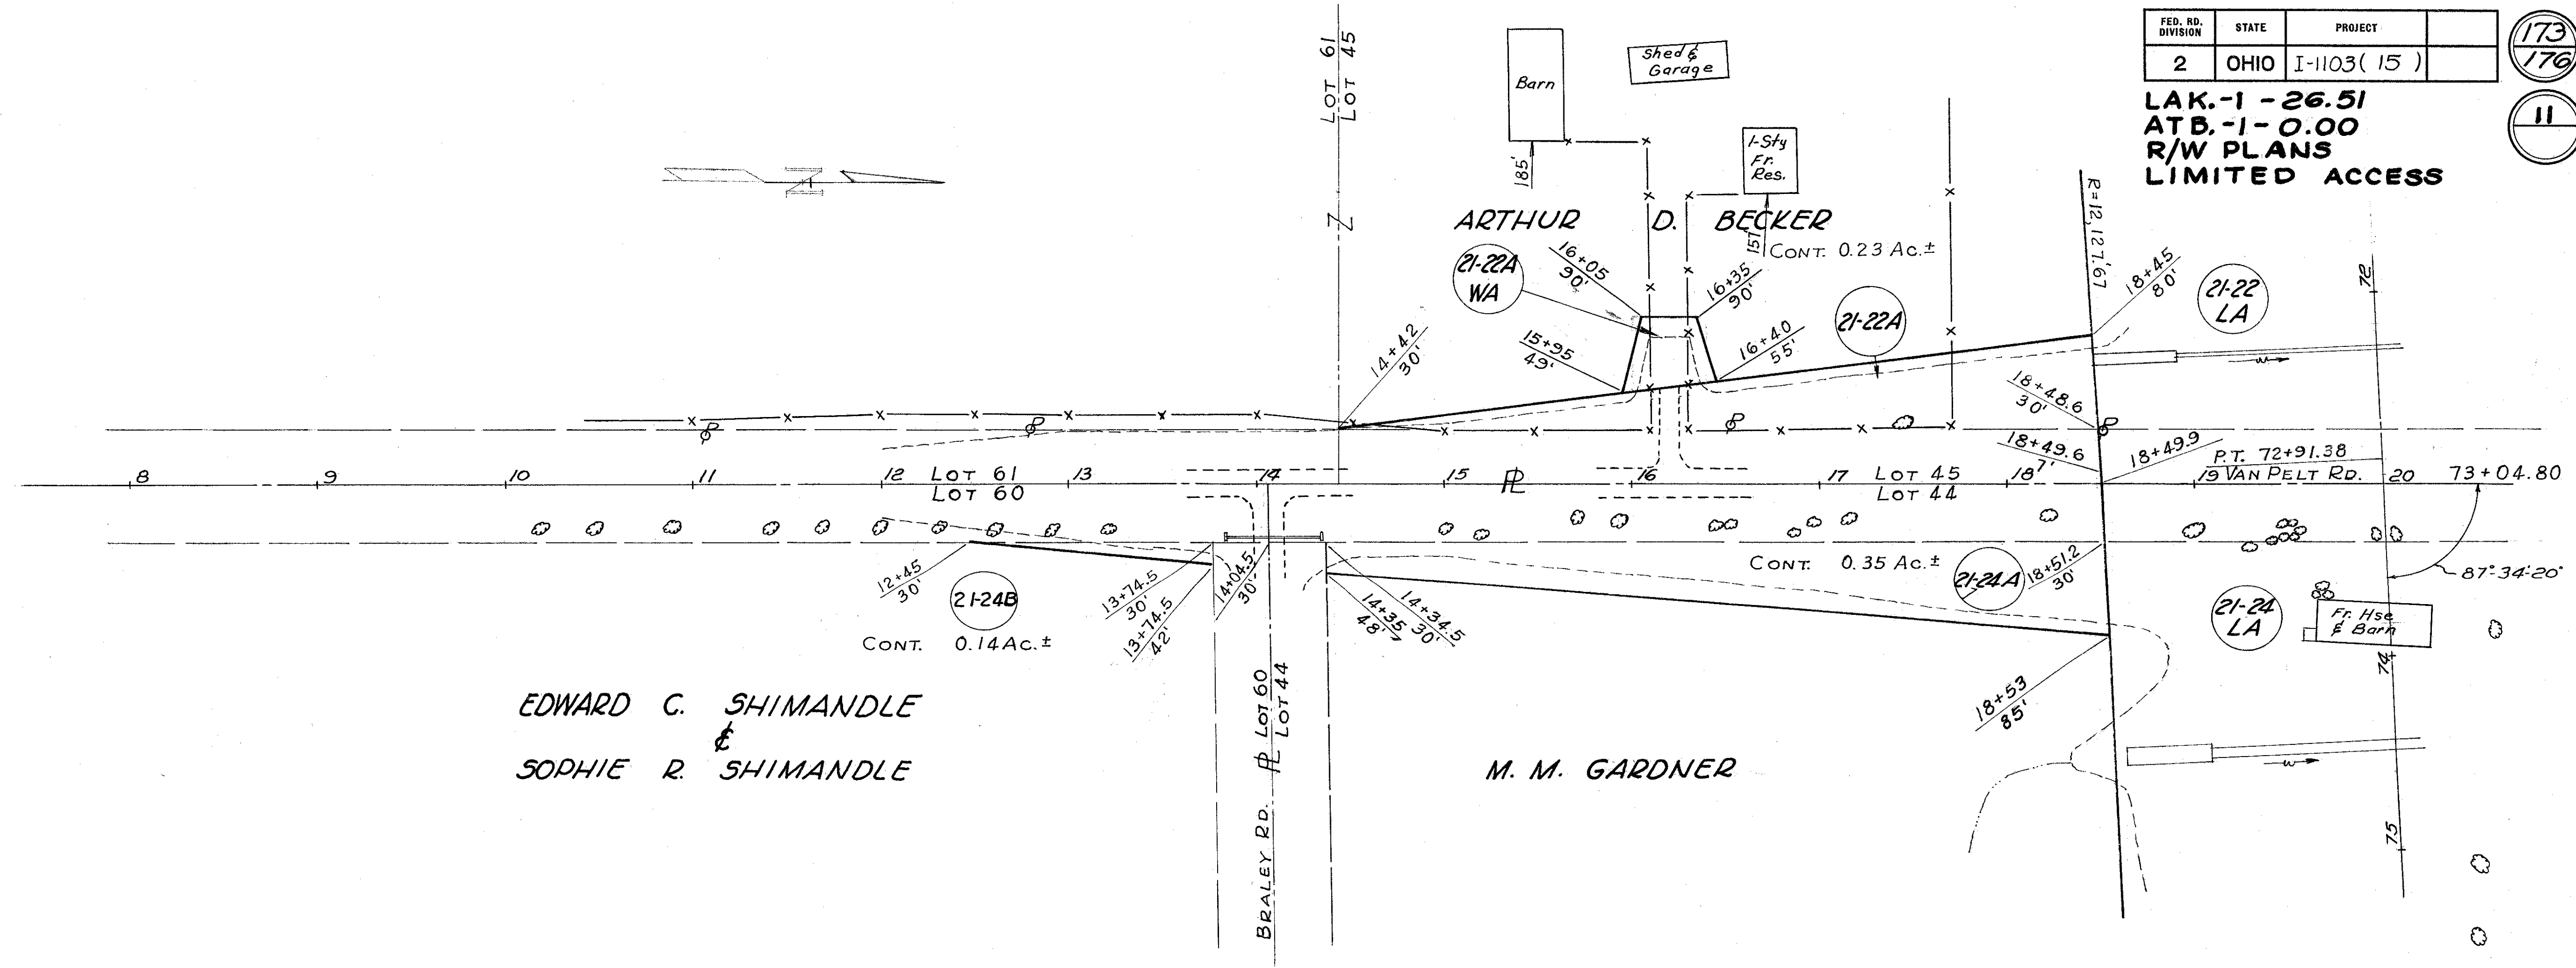 FED. RD. DIVISION STATE PROJECT
2 OHIO I-1103( 15 )
173
176
LAK.-1 - 26.51
ATB.-1- 0.00
R/W PLANS
LIMITED ACCESS
11
LOT 61
LOT 45
Barn
Shed &
Garage
1-Sty
Fr.
Res.
185'
N
Z
ARTHUR D. BECKER
151'
CONT. 0.23 Ac.±
21-22A
WA
16+05
90'
16+35
90'
14+42
30'
15+95
49'
16+40
55'
21-22A
R=12,127.67'
18+45
80'
21-22
LA
72
18+48.6
30'
18+49.6
7'
18+49.9
P.T. 72+91.38
8 9 10 11 12 LOT 61 13 14 15 PL 16 17 LOT 45 18 19 VAN PELT RD. 20 73+04.80
LOT 60
LOT 44
12+45
30'
21-24B
CONT. 0.14 Ac.±
13+74.5
30'
13+74.5
42'
14+04.5
30'
14+34.5
30'
14+35
48'
CONT. 0.35 Ac.±
21-24A
18+51.2
30'
87°-34'-20"
21-24
LA
Fr. Hse
& Barn
74
18+53
85'
75
EDWARD C. SHIMANDLE
&
SOPHIE R. SHIMANDLE
BRALEY RD. PL LOT 60
LOT 44
M. M. GARDNER